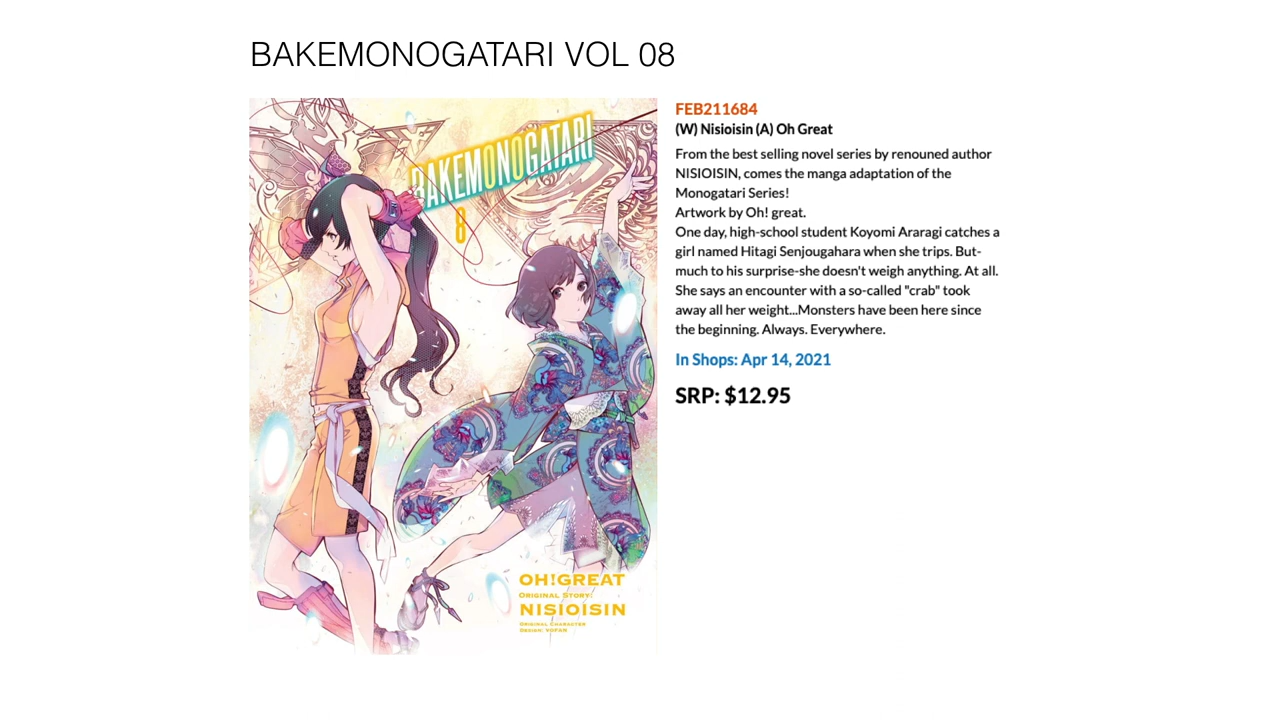 BAKEMONOGATARI VOL 08
BAKEMONOGATARI
8
OH!GREAT
ORIGINAL STORY:
NISIOISIN
ORIGINAL CHARACTER
DESIGN: VOFAN
FEB211684
(W) Nisioisin (A) Oh Great
From the best selling novel series by renouned author
NISIOISIN, comes the manga adaptation of the
Monogatari Series!
Artwork by Oh! great.
One day, high-school student Koyomi Araragi catches a
girl named Hitagi Senjougahara when she trips. But-
much to his surprise-she doesn't weigh anything. At all.
She says an encounter with a so-called "crab" took
away all her weight...Monsters have been here since
the beginning. Always. Everywhere.
In Shops: Apr 14, 2021
SRP: $12.95